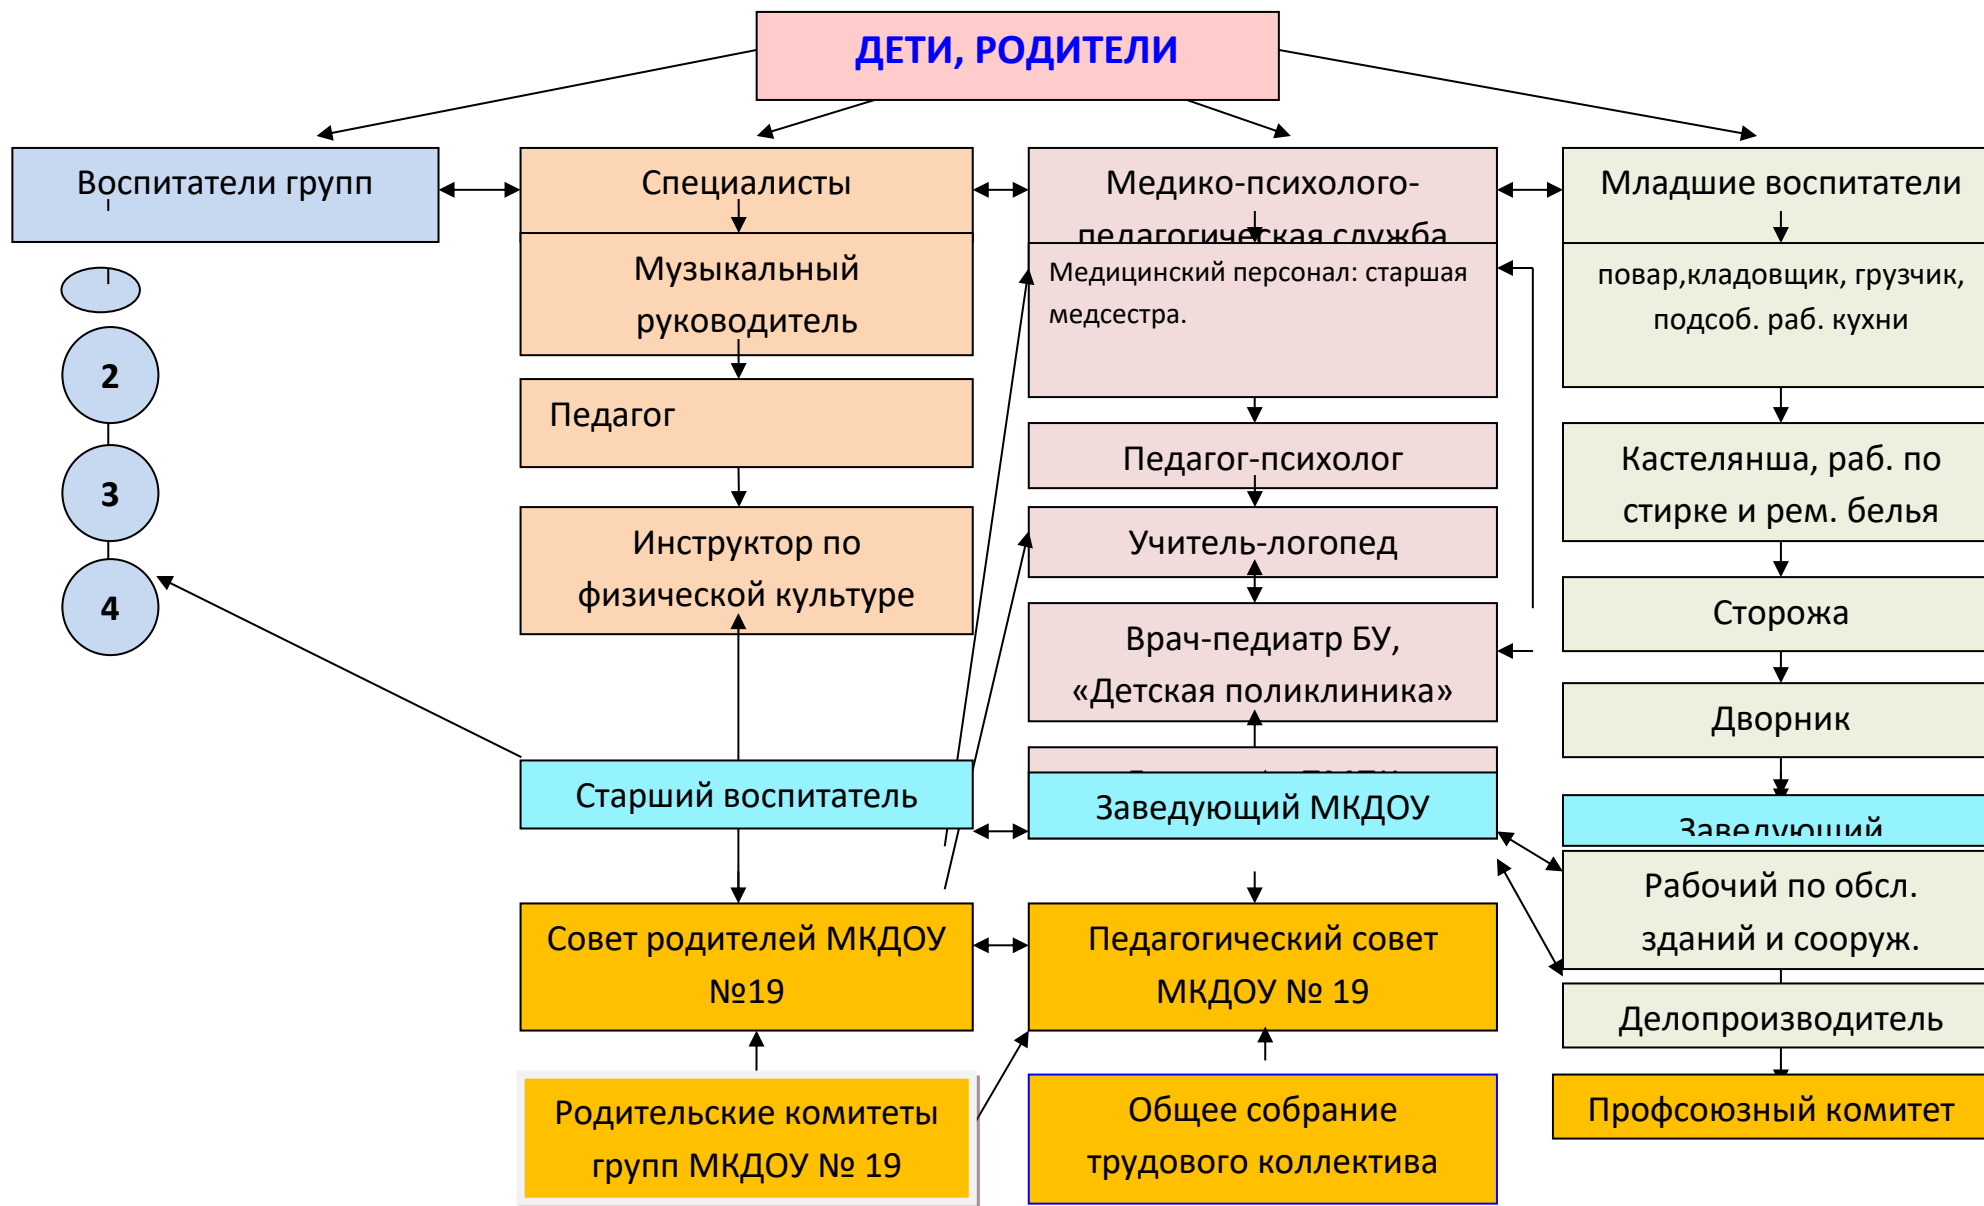 ДЕТИ, РОДИТЕЛИ
Воспитатели групп
Специалисты
Медико-психолого-
педагогическая служба
Младшие воспитатели
Музыкальный
руководитель
Медицинский персонал: старшая
медсестра.
повар,кладовщик, грузчик,
подсоб. раб. кухни
2
3
4
Педагог
Педагог-психолог
Кастелянша, раб. по
стирке и рем. белья
Инструктор по
физической культуре
Учитель-логопед
Сторожа
Врач-педиатр БУ,
«Детская поликлиника»
Дворник
Старший воспитатель
Заведующий МКДОУ
Заведующий
Рабочий по обсл.
зданий и сооруж.
Совет родителей МКДОУ
№19
Педагогический совет
МКДОУ № 19
Делопроизводитель
Родительские комитеты
групп МКДОУ № 19
Общее собрание
трудового коллектива
Профсоюзный комитет